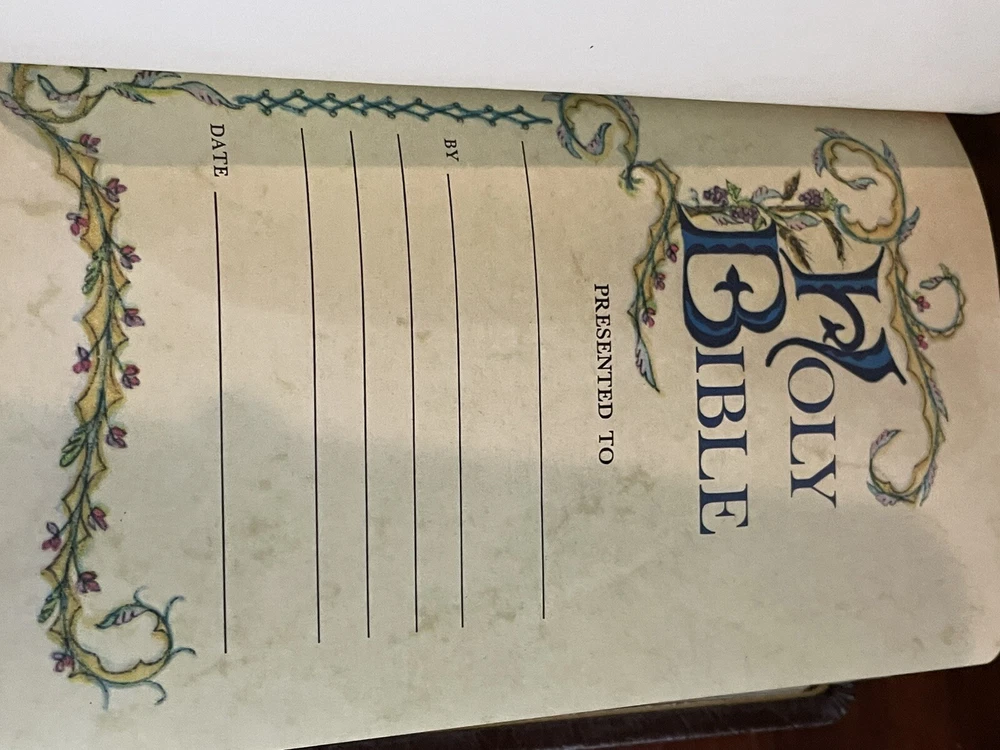 HOLY
BIBLE
PRESENTED TO
BY
DATE